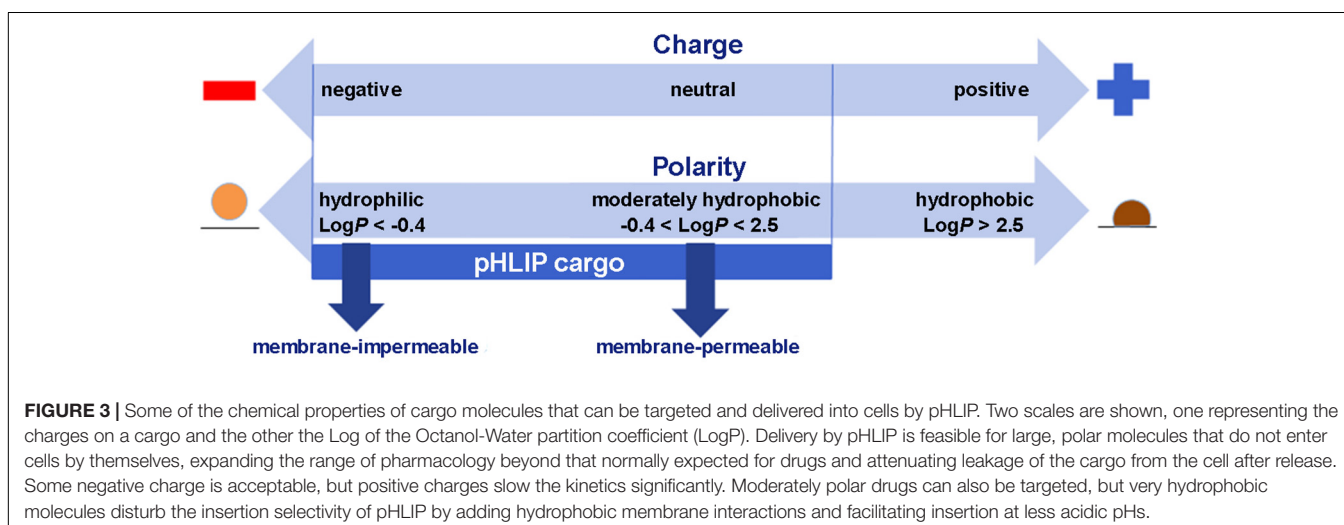 Charge
negative neutral positive
Polarity
hydrophilic moderately hydrophobic hydrophobic
LogP < -0.4 -0.4 < LogP < 2.5 LogP > 2.5
pHLIP cargo
membrane-impermeable membrane-permeable
FIGURE 3 | Some of the chemical properties of cargo molecules that can be targeted and delivered into cells by pHLIP. Two scales are shown, one representing the
charges on a cargo and the other the Log of the Octanol-Water partition coefficient (LogP). Delivery by pHLIP is feasible for large, polar molecules that do not enter
cells by themselves, expanding the range of pharmacology beyond that normally expected for drugs and attenuating leakage of the cargo from the cell after release.
Some negative charge is acceptable, but positive charges slow the kinetics significantly. Moderately polar drugs can also be targeted, but very hydrophobic
molecules disturb the insertion selectivity of pHLIP by adding hydrophobic membrane interactions and facilitating insertion at less acidic pHs.